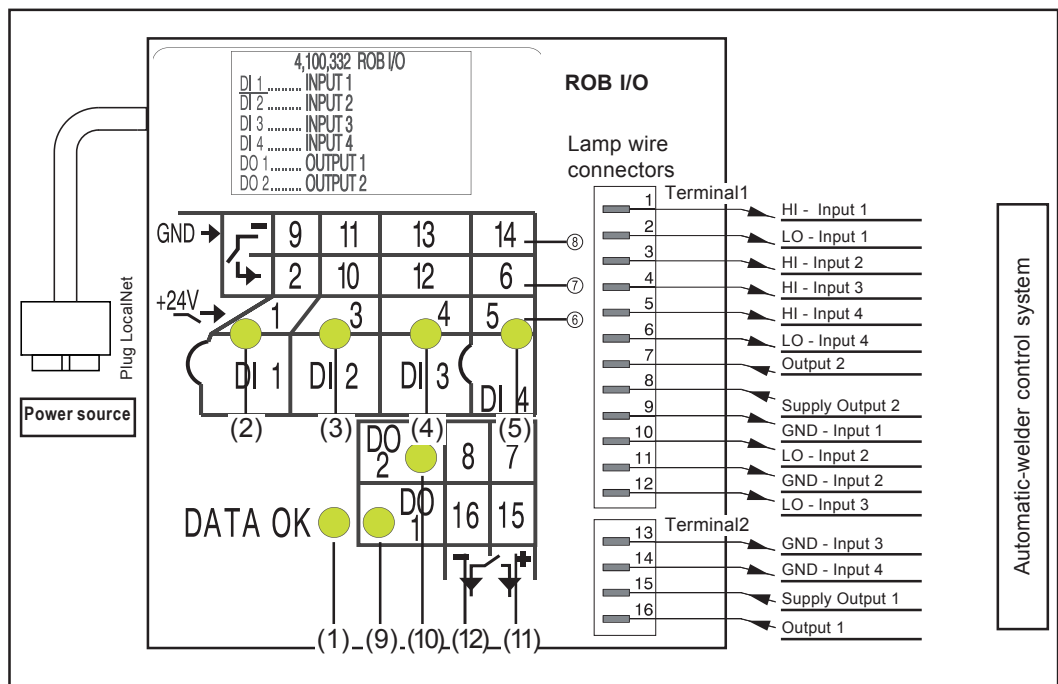 4,100,332 ROB I/O
DI 1 ......... INPUT 1
DI 2 ......... INPUT 2
DI 3 ......... INPUT 3
DI 4 ......... INPUT 4
DO 1 ......... OUTPUT 1
DO 2 ......... OUTPUT 2
ROB I/O
Lamp wire
connectors
GND
9 11 13 14 8
2 10 12 6 7
+24V
1 3 4 5 6
DI 1 DI 2 DI 3 DI 4
(2) (3) (4) (5)
DO 2 8 7
DATA OK DO 1 16 15
- +
(1) (9) (10) (12) (11)
Plug LocalNet
Power source
Terminal1
1 HI - Input 1
2 LO - Input 1
3 HI - Input 2
4 HI - Input 3
5 HI - Input 4
6 LO - Input 4
7 Output 2
8 Supply Output 2
9 GND - Input 1
10 LO - Input 2
11 GND - Input 2
12 LO - Input 3
Terminal2
13 GND - Input 3
14 GND - Input 4
15 Supply Output 1
16 Output 1
Automatic-welder control system